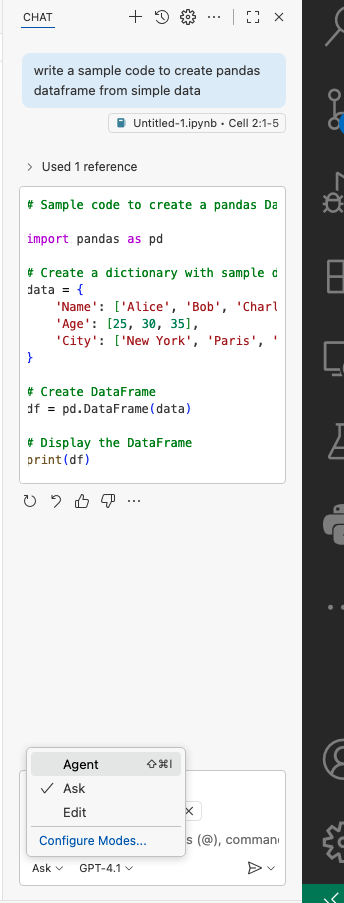 CHAT
write a sample code to create pandas
dataframe from simple data
Untitled-1.ipynb • Cell 2:1-5
Used 1 reference
# Sample code to create a pandas Da
import pandas as pd
# Create a dictionary with sample d
data = {
    'Name': ['Alice', 'Bob', 'Charl
    'Age': [25, 30, 35],
    'City': ['New York', 'Paris', '
}
# Create DataFrame
df = pd.DataFrame(data)
# Display the DataFrame
print(df)
Agent ⇧⌘I
Ask
Edit
Configure Modes...
s (@), comman
Ask GPT-4.1